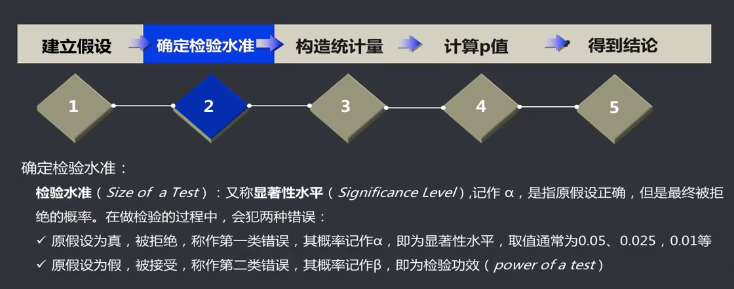 建立假设 确定检验水准 构造统计量 计算p值 得到结论
1 2 3 4 5
确定检验水准：
检验水准（Size of a Test）：又称显著性水平（Significance Level）,记作 α，是指原假设正确，但是最终被拒
绝的概率。在做检验的过程中，会犯两种错误：
✓ 原假设为真，被拒绝，称作第一类错误，其概率记作α，即为显著性水平，取值通常为0.05、0.025，0.01等
✓ 原假设为假，被接受，称作第二类错误，其概率记作β，即为检验功效（power of a test）